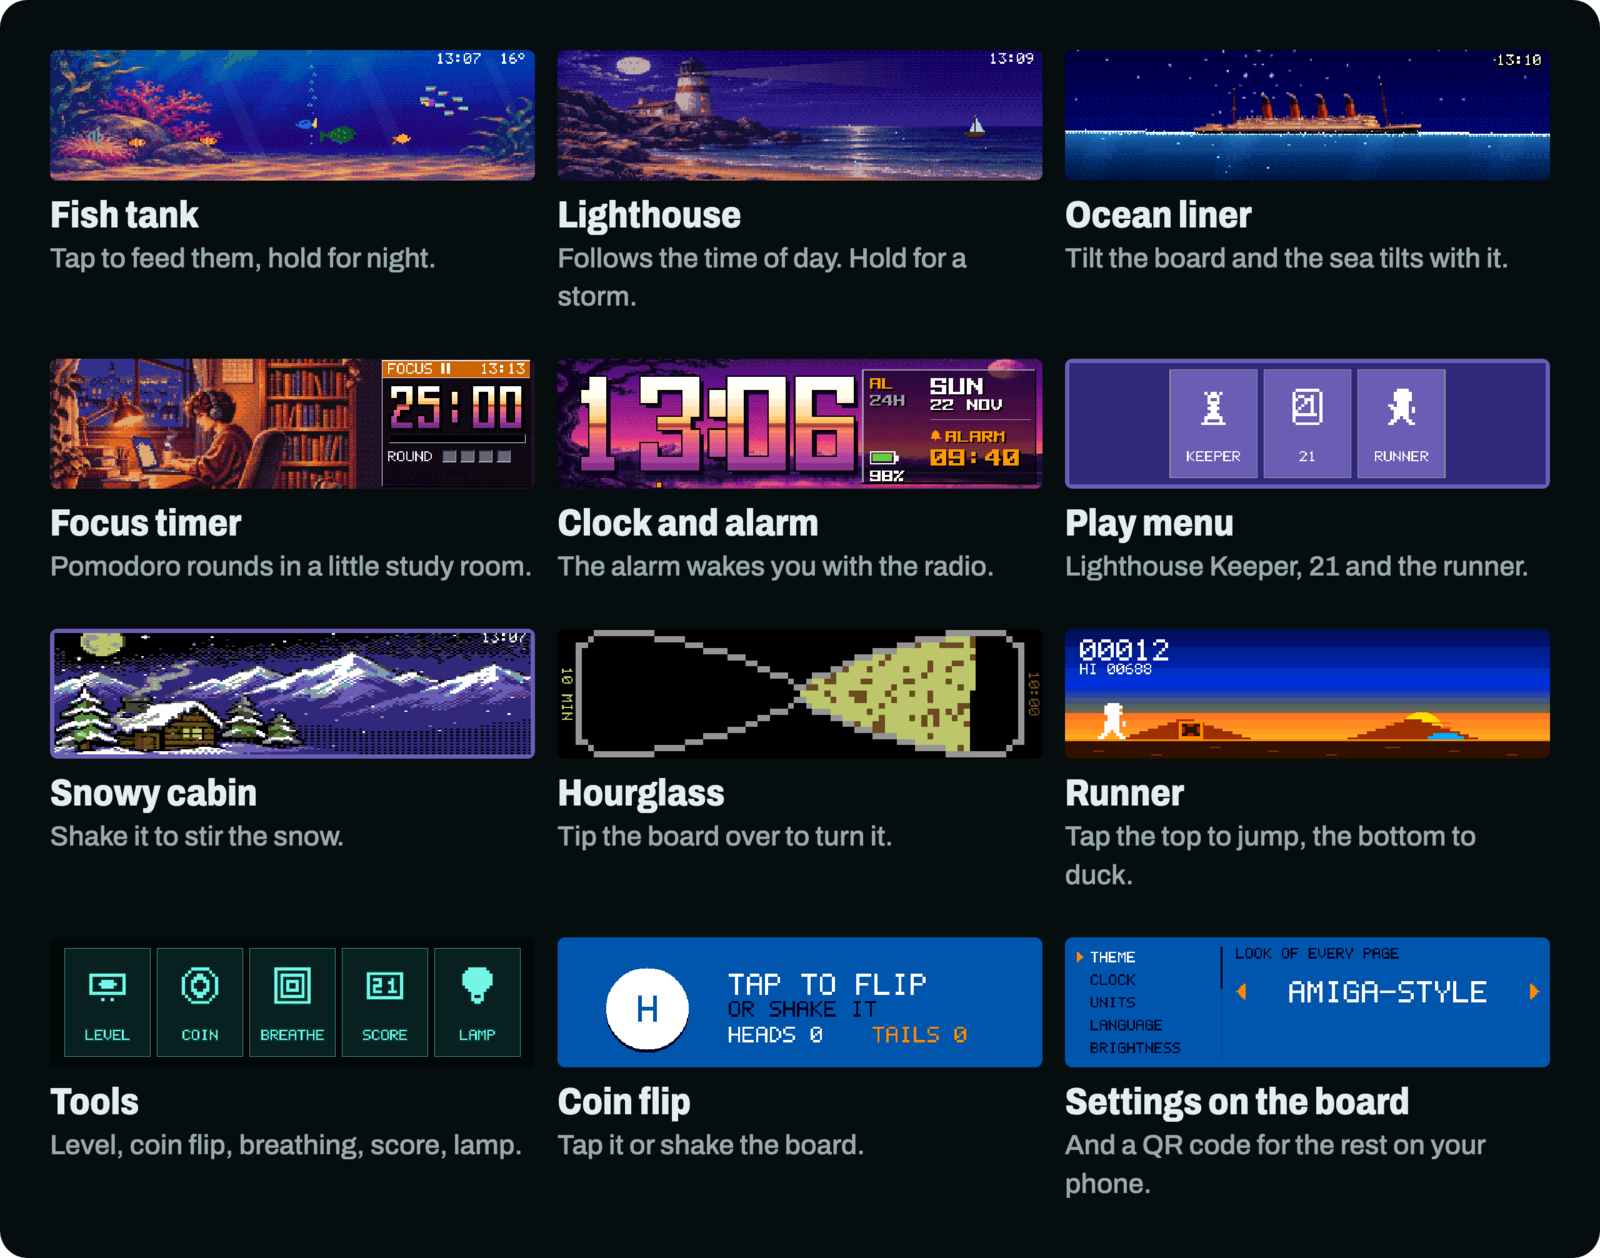 13:07 16°
Fish tank
Tap to feed them, hold for night.
13:09
Lighthouse
Follows the time of day. Hold for a
storm.
13:10
Ocean liner
Tilt the board and the sea tilts with it.
FOCUS 13:13
25:00
ROUND
Focus timer
Pomodoro rounds in a little study room.
13:06
AL
24H
SUN
22 NOV
ALARM
09:40
98%
Clock and alarm
The alarm wakes you with the radio.
KEEPER
21
21
RUNNER
Play menu
Lighthouse Keeper, 21 and the runner.
13:07
Snowy cabin
Shake it to stir the snow.
10 MIN
10:00
Hourglass
Tip the board over to turn it.
00012
HI 00688
Runner
Tap the top to jump, the bottom to
duck.
LEVEL
COIN
BREATHE
21
SCORE
LAMP
Tools
Level, coin flip, breathing, score, lamp.
H
TAP TO FLIP
OR SHAKE IT
HEADS 0 TAILS 0
Coin flip
Tap it or shake the board.
THEME
CLOCK
UNITS
LANGUAGE
BRIGHTNESS
LOOK OF EVERY PAGE
AMIGA-STYLE
Settings on the board
And a QR code for the rest on your
phone.